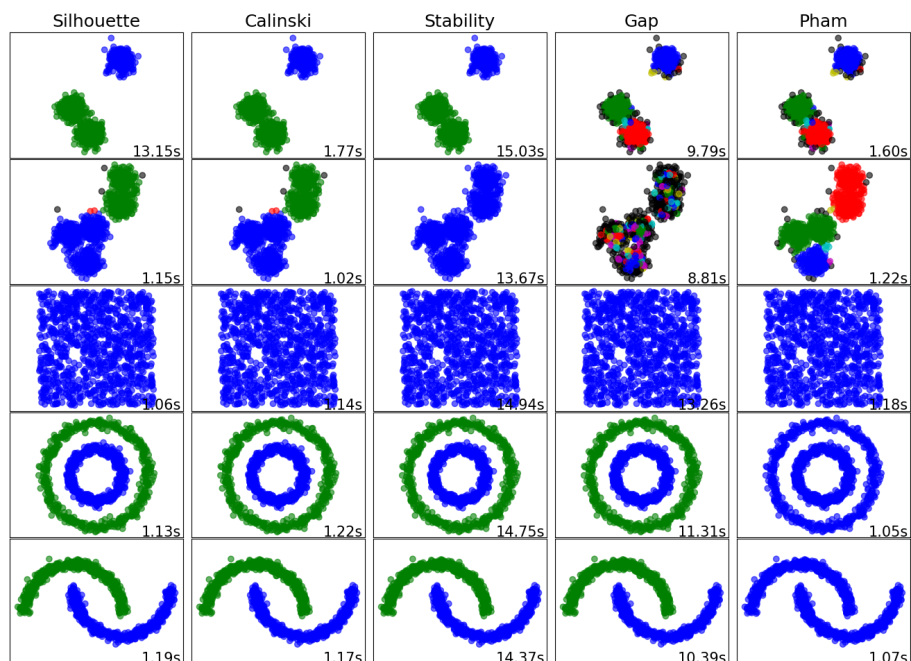 Silhouette Calinski Stability Gap Pham
13.15s 1.77s 15.03s 9.79s 1.60s
1.15s 1.02s 13.67s 8.81s 1.22s
1.06s 1.14s 14.94s 13.26s 1.18s
1.13s 1.22s 14.75s 11.31s 1.05s
1.19s 1.17s 14.37s 10.39s 1.07s